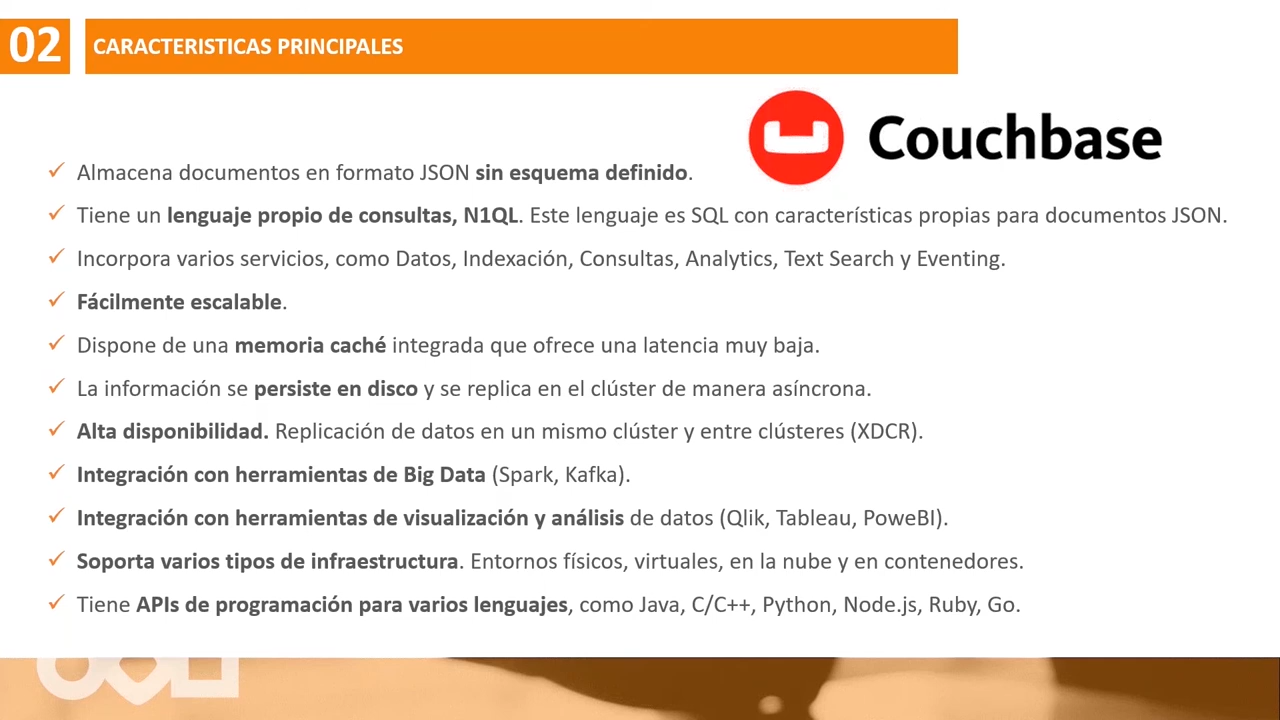 02
CARACTERISTICAS PRINCIPALES
Couchbase
Almacena documentos en formato JSON sin esquema definido.
Tiene un lenguaje propio de consultas, N1QL. Este lenguaje es SQL con características propias para documentos JSON.
Incorpora varios servicios, como Datos, Indexación, Consultas, Analytics, Text Search y Eventing.
Fácilmente escalable.
Dispone de una memoria caché integrada que ofrece una latencia muy baja.
La información se persiste en disco y se replica en el clúster de manera asíncrona.
Alta disponibilidad. Replicación de datos en un mismo clúster y entre clústeres (XDCR).
Integración con herramientas de Big Data (Spark, Kafka).
Integración con herramientas de visualización y análisis de datos (Qlik, Tableau, PoweBI).
Soporta varios tipos de infraestructura. Entornos físicos, virtuales, en la nube y en contenedores.
Tiene APIs de programación para varios lenguajes, como Java, C/C++, Python, Node.js, Ruby, Go.